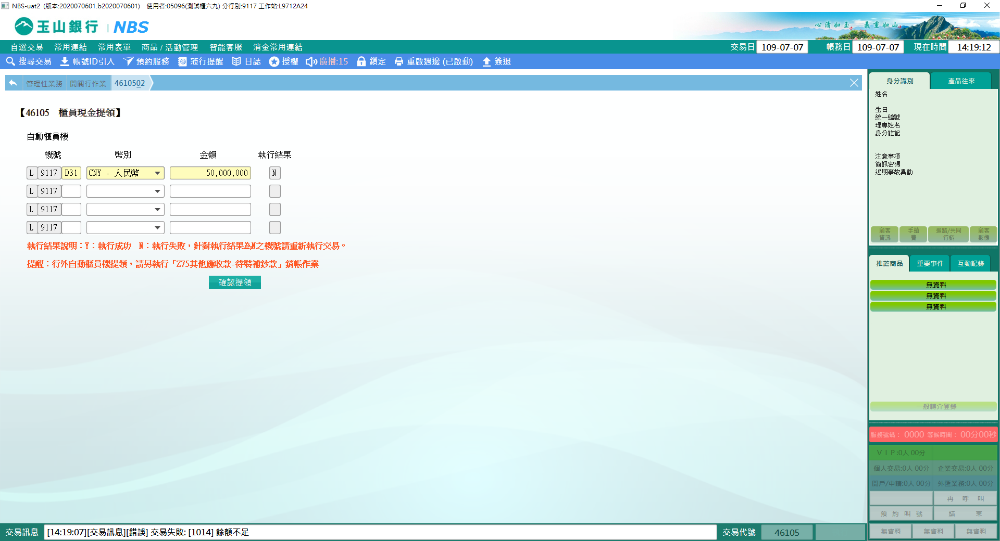 NBS-uat2 (版本:2020070601.b2020070601) 使用者:05096(測試櫃六九) 分行別:9117 工作站:L9712A24
玉山銀行 | NBS
心清如玉 義重如山
自選交易 常用連結 常用表單 商品 / 活動管理 智能客服 消金常用連結 交易日 109-07-07 帳務日 109-07-07 現在時間 14:19:12
搜尋交易 帳號ID引入 預約服務 蒞行提醒 日誌 授權 廣播:15 鎖定 重啟週邊 (已啟動) 簽退
管理性業務 開關行作業 4610502
【46105 櫃員現金提領】
自動櫃員機
機號 幣別 金額 執行結果
L 9117 D31 CNY - 人民幣 50,000,000 N
L 9117
L 9117
L 9117
執行結果說明：Y：執行成功 N：執行失敗，針對執行結果為N之機號請重新執行交易。
提醒：行外自動櫃員機提領，請另執行「Z75其他應收款-待裝補鈔款」銷帳作業
確認提領
身分識別 產品往來
姓名
生日
統一編號
理專姓名
身分註記
注意事項
簡訊密碼
近期事故異動
顧客資訊 手續費 通路/共同行銷 顧客影像
推薦商品 重要事件 互動記錄
無資料
無資料
無資料
一般轉介登錄
服務號碼： 0000 等候時間： 00分00秒
ＶＩＰ:0人 00分
個人交易:0人 00分 企業交易:0人 00分
開戶/申請:0人 00分 外匯業務:0人 00分
再 呼 叫
預 約 叫 號 結 束
無資料 無資料 無資料
交易訊息 [14:19:07][交易訊息][錯誤] 交易失敗: [1014] 餘額不足 交易代號 46105